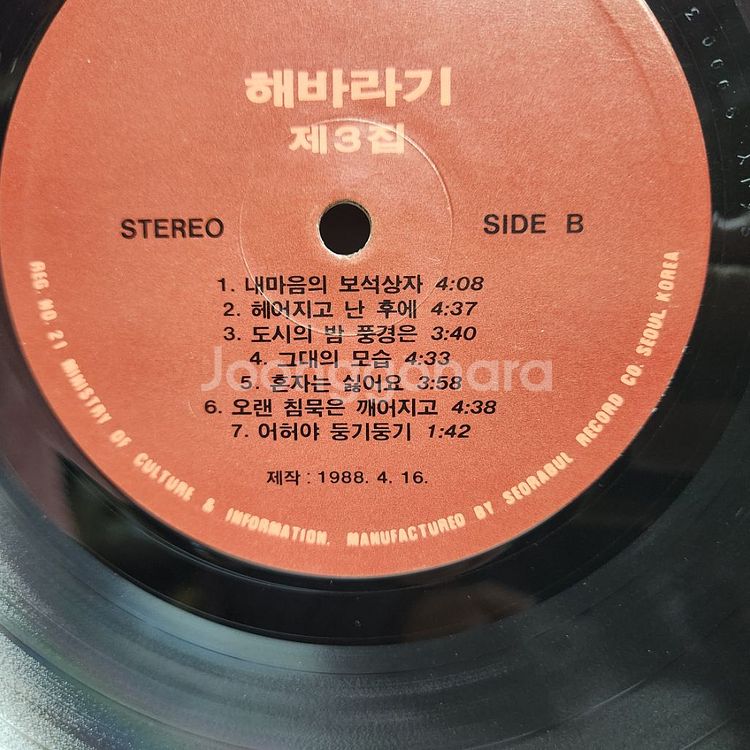 해바라기
제3집
STEREO
SIDE B
1. 내마음의 보석상자 4:08
2. 헤어지고 난 후에 4:37
3. 도시의 밤 풍경은 3:40
4. 그대의 모습 4:33
5. 혼자는 싫어요 3:58
6. 오랜 침묵은 깨어지고 4:38
7. 어허야 둥기둥기 1:42
제작 : 1988. 4. 16.
REG. NO. 21 MINISTRY OF CULTURE & INFORMATION. MANUFACTURED BY SEORABUL RECORD CO. SEOUL KOREA
Joonggonara